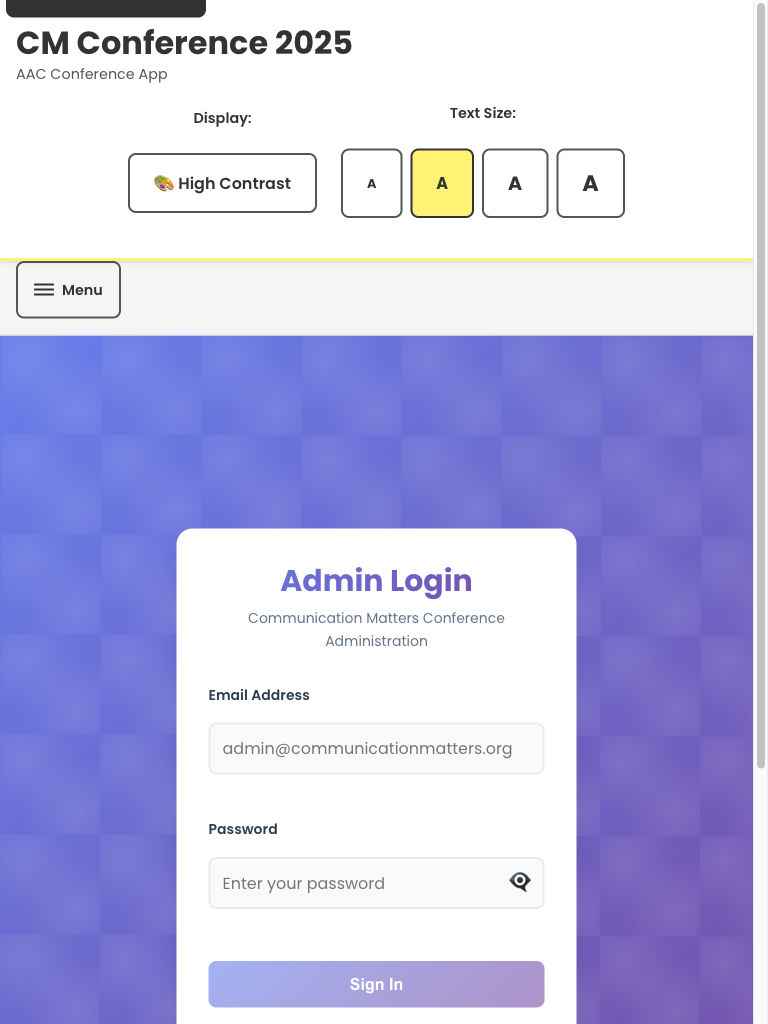 CM Conference 2025
AAC Conference App
Display:
Text Size:
🎨 High Contrast
A
A
A
A
Menu
Admin Login
Communication Matters Conference
Administration
Email Address
admin@communicationmatters.org
Password
Enter your password
Sign In